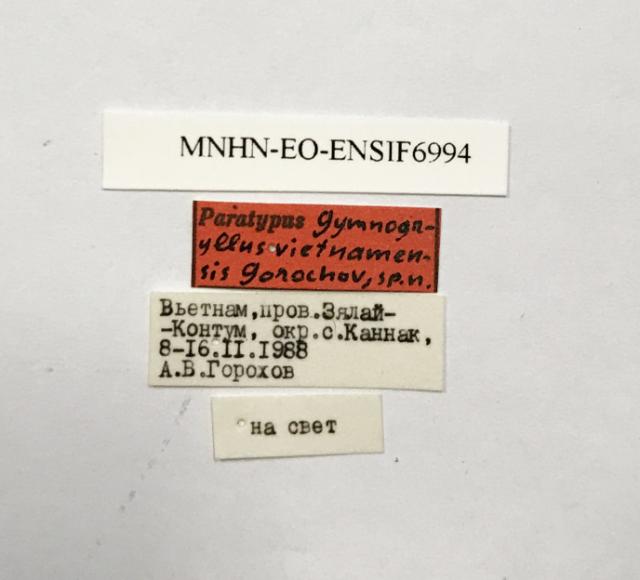 MNHN-EO-ENSIF6994
Paratypus Gymnogr-
yllus vietnamen-
sis Gorochov, sp.n.
Вьетнам, пров.Зялай-
-Контум, окр.с.Каннак,
8-16.II.1988
А.В.Горохов
на свет